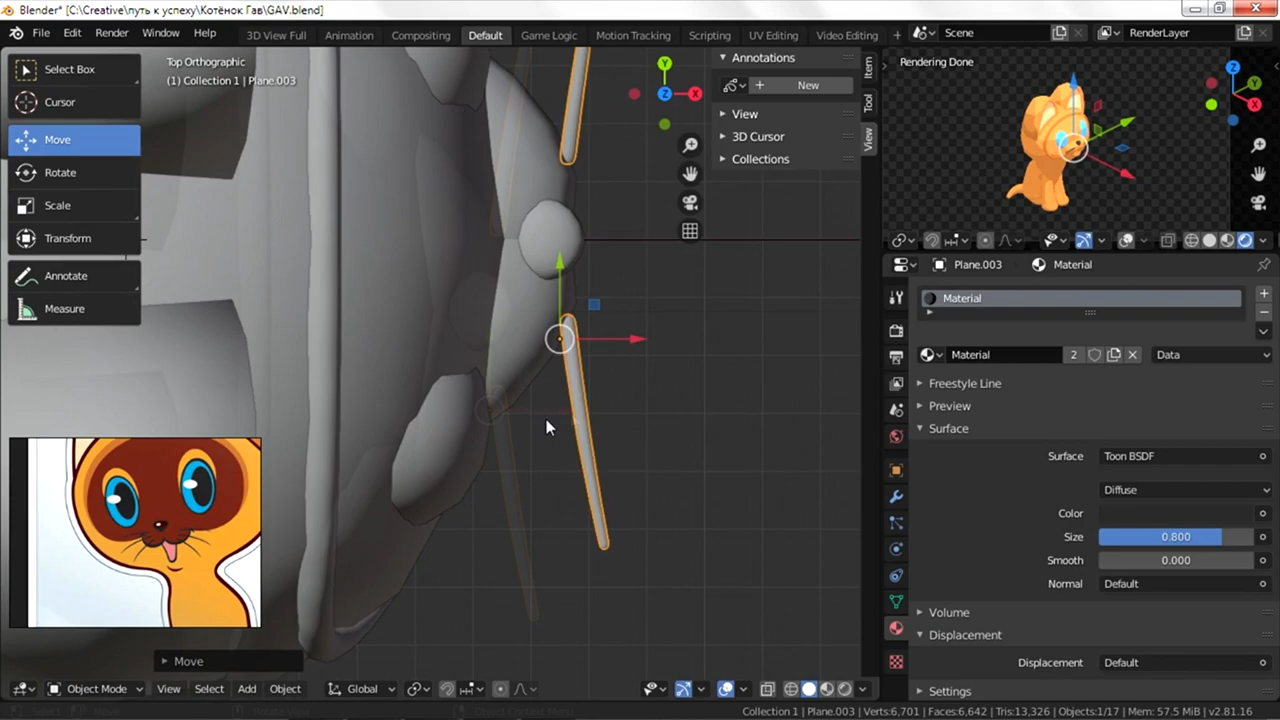 Blender* [C:\Creative\путь к успеху\Котёнок Гав\GAV.blend]
File Edit Render Window Help
3D View Full Animation Compositing Default Game Logic Motion Tracking Scripting UV Editing Video Editing +
Scene
RenderLayer
Select Box
Cursor
Move
Rotate
Scale
Transform
Annotate
Measure
Top Orthographic
(1) Collection 1 | Plane.003
Y
Z
X
Annotations
New
View
3D Cursor
Collections
Item
Tool
View
Rendering Done
Z
Y
X
Plane.003
Material
Material
Material
2
Data
Freestyle Line
Preview
Surface
Surface Toon BSDF
Diffuse
Color
Size 0.800
Smooth 0.000
Normal Default
Volume
Displacement
Displacement Default
Settings
Move
Object Mode View Select Add Object Global
Collection 1 | Plane.003 | Verts:6,701 | Faces:6,642 | Tris:13,326 | Objects:1/17 | Mem: 57.5 MiB | v2.81.16